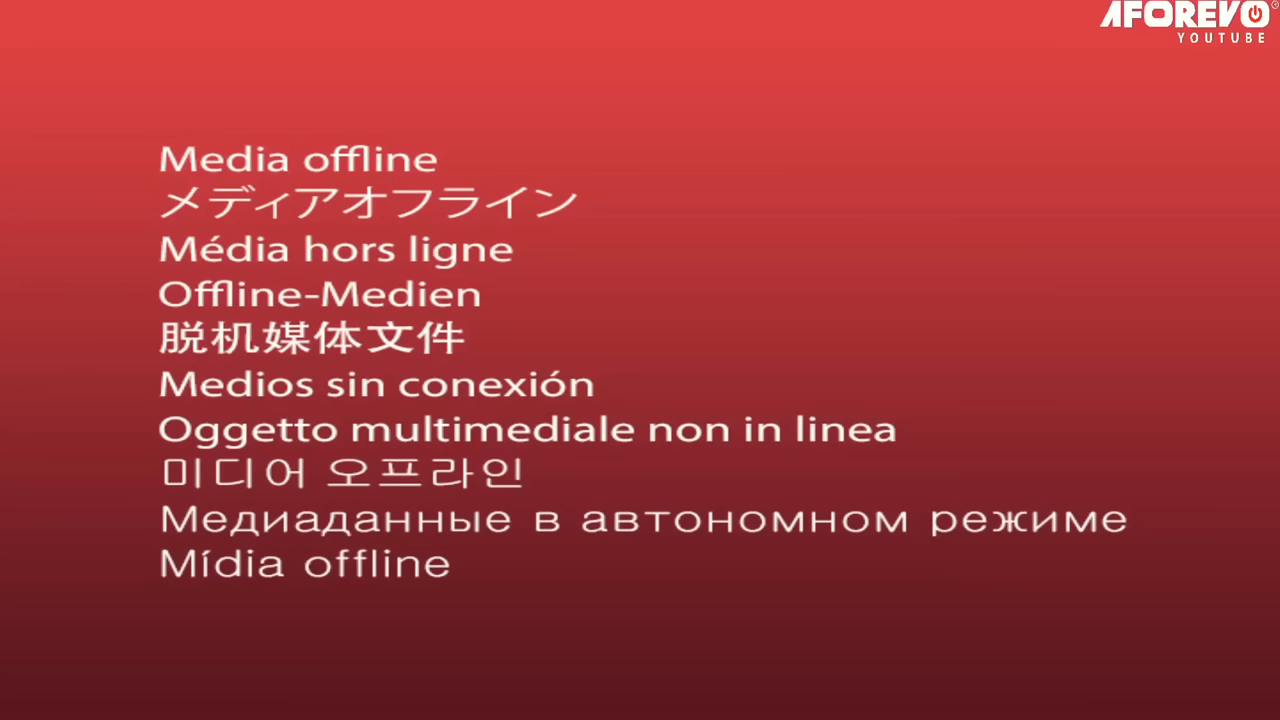 AFOREVO
YOUTUBE
Media offline
メディアオフライン
Média hors ligne
Offline-Medien
脱机媒体文件
Medios sin conexión
Oggetto multimediale non in linea
미디어 오프라인
Медиаданные в автономном режиме
Mídia offline